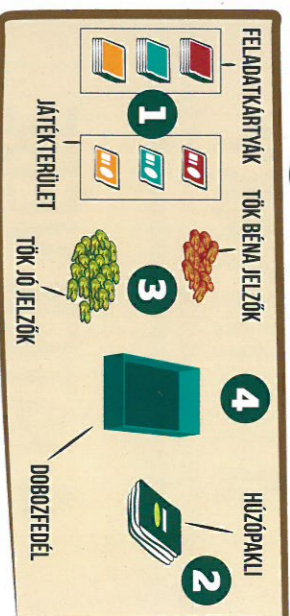 FELADATKÁRTYÁK
1
JÁTÉKTERÜLET
TÖK BÉNA JELZŐK
3
TÖK JÓ JELZŐK
4
DOBOZFEDÉL
HÚZÓPAKLI
2